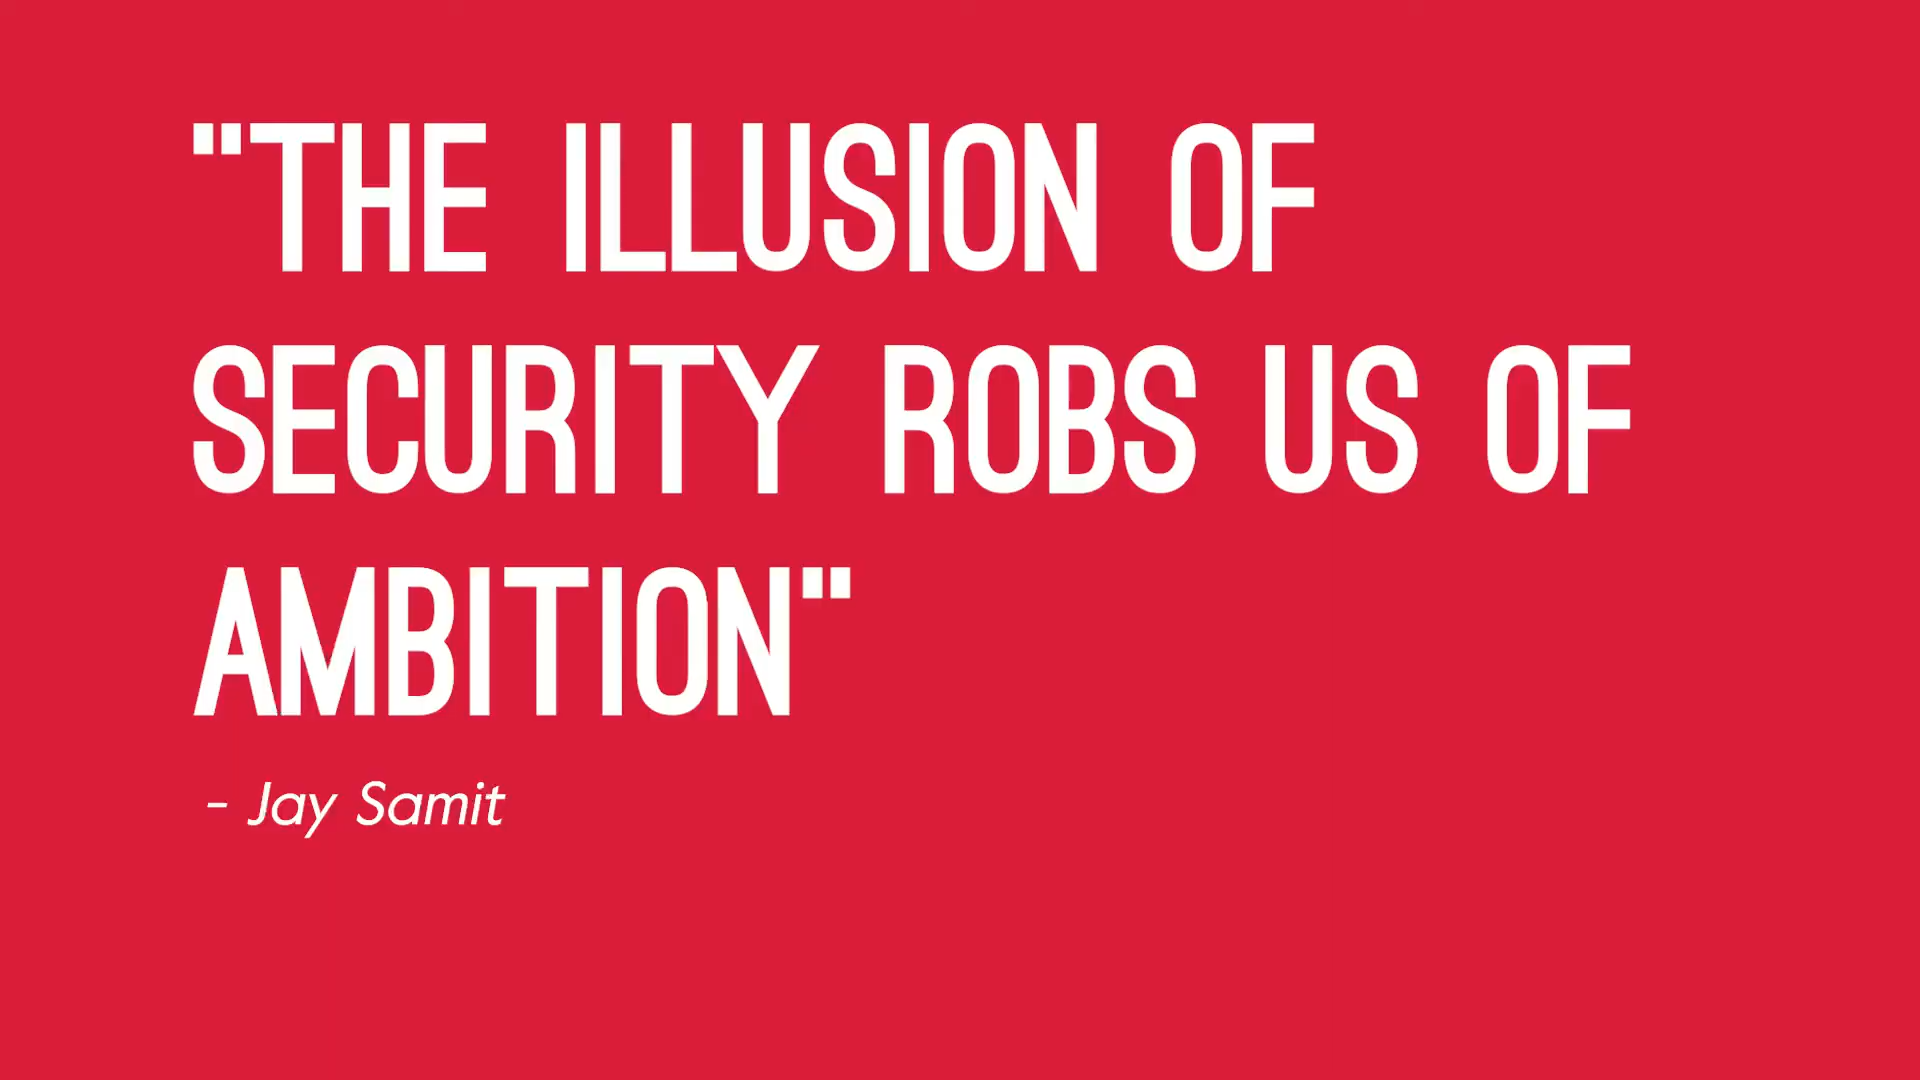 "THE ILLUSION OF
SECURITY ROBS US OF
AMBITION"
- Jay Samit